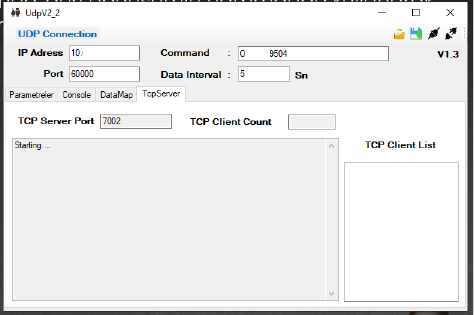 UdpV2_2
UDP Connection
IP Adress 10. Command : O 9504 V1.3
Port 60000 Data Interval : 5 Sn
Parametreler Console DataMap TcpServer
TCP Server Port 7002 TCP Client Count
Starting.... TCP Client List